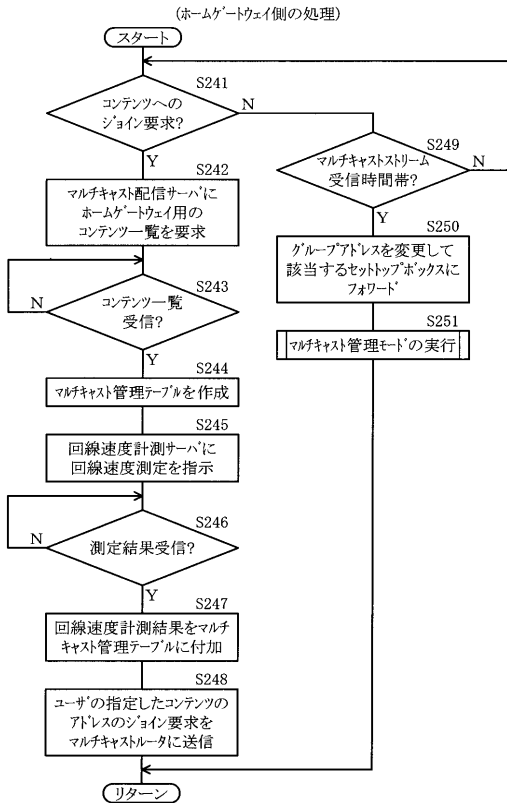 (ホームゲートウェイ側の処理)
スタート
S241
コンテンツへの
ジョイン要求?
N
Y
S242
マルチキャスト配信サーバに
ホームゲートウェイ用の
コンテンツ一覧を要求
S243
コンテンツ一覧
受信?
N
Y
S244
マルチキャスト管理テーブルを作成
S245
回線速度計測サーバに
回線速度測定を指示
S246
測定結果受信?
N
Y
S247
回線速度計測結果をマルチ
キャスト管理テーブルに付加
S248
ユーザの指定したコンテンツの
アドレスのジョイン要求を
マルチキャストルータに送信
リターン
S249
マルチキャストストリーム
受信時間帯?
N
Y
S250
グループアドレスを変更して
該当するセットトップボックスに
フォワード
S251
マルチキャスト管理モードの実行